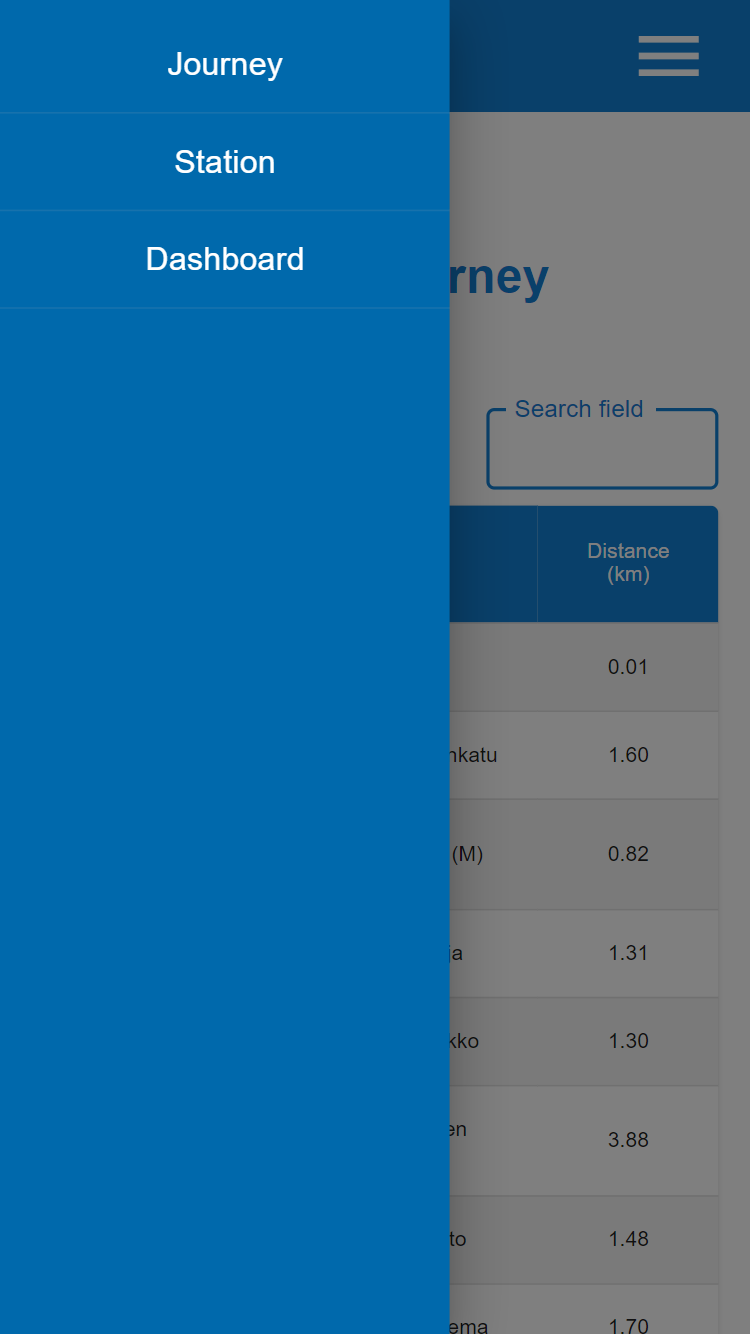 Journey
Station
Dashboard
rney
Search field
Distance
(km)
0.01
nkatu 1.60
(M) 0.82
ja 1.31
kko 1.30
en
3.88
to 1.48
ema 1.70